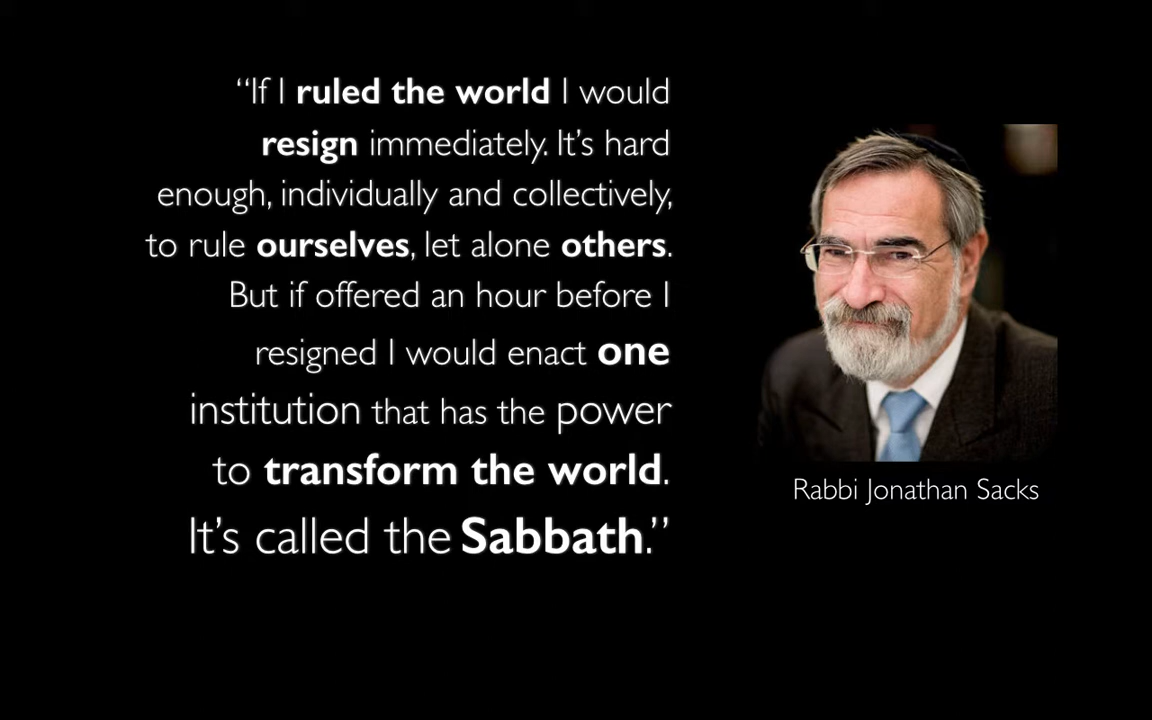 “If I ruled the world I would
resign immediately. It’s hard
enough, individually and collectively,
to rule ourselves, let alone others.
But if offered an hour before I
resigned I would enact one
institution that has the power
to transform the world.
It’s called the Sabbath.”
Rabbi Jonathan Sacks